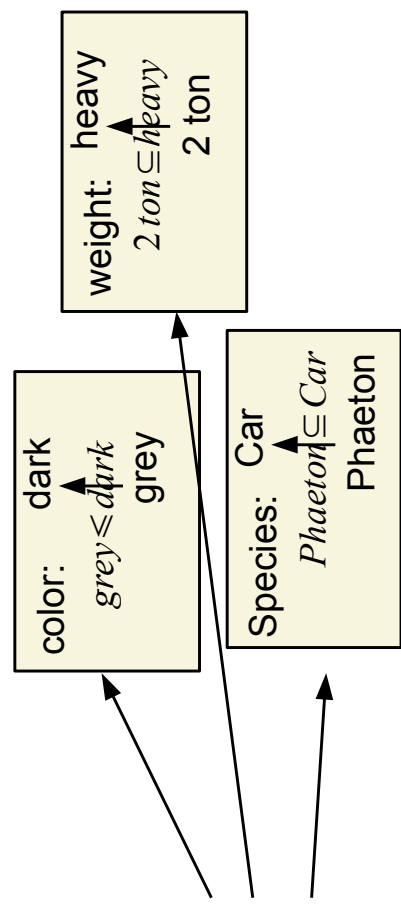 color: dark
grey⩽dark
grey
weight: heavy
2 ton⊆heavy
2 ton
Species: Car
Phaeton⊆Car
Phaeton